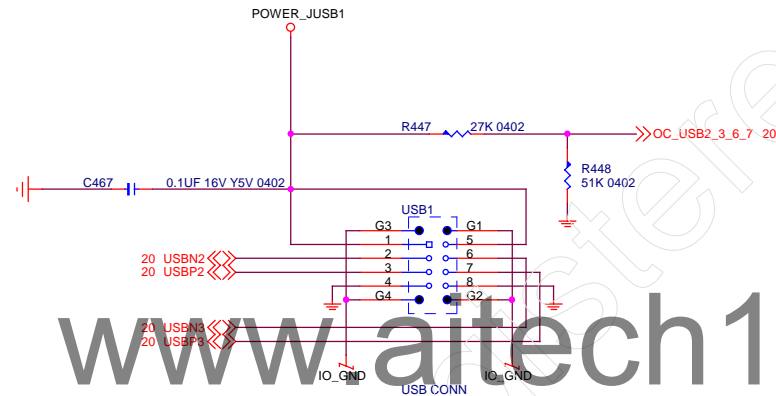 POWER_JUSB1
R447 27K 0402
OC_USB2_3_6_7 20
R448
51K 0402
C467 0.1UF 16V Y5V 0402
USB1
G3 G1
1 5
20 USBN2 2 6
20 USBP2 3 7
4 8
G4 G2
20 USBN3
20 USBP3
www.aitech1
IO_GND IO_GND
USB CONN